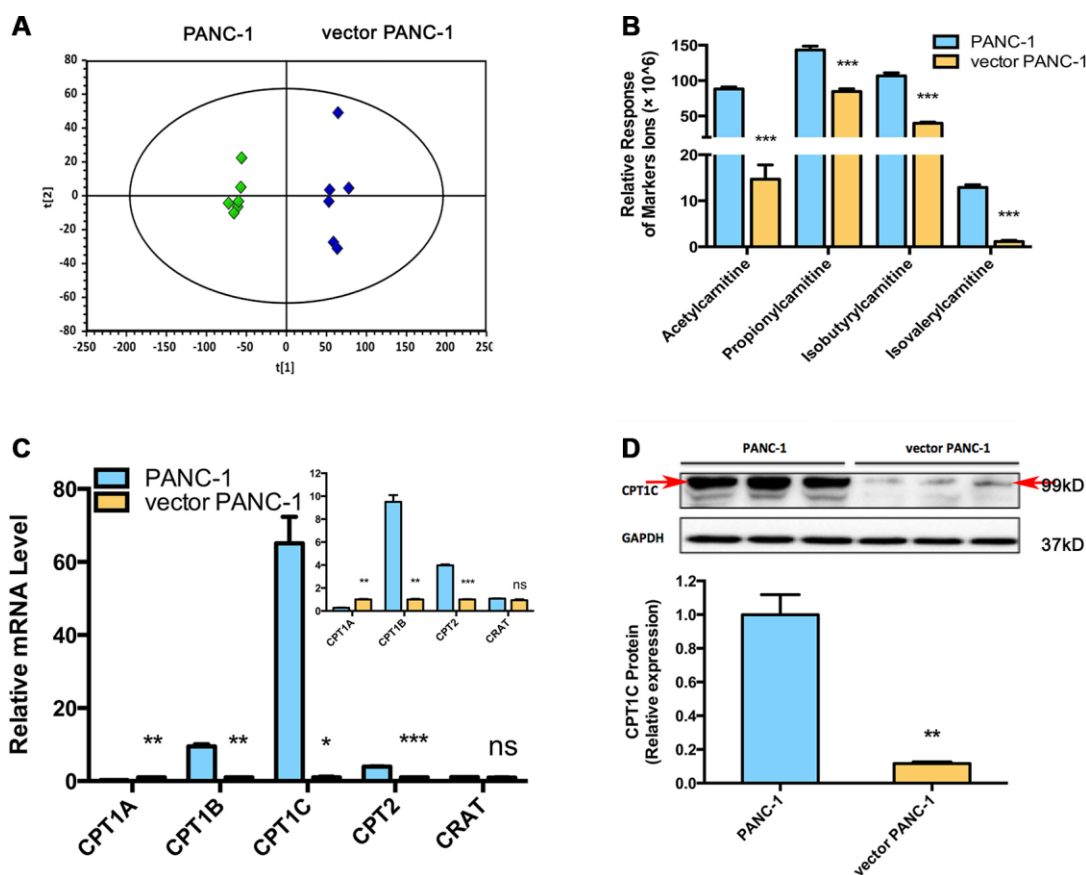 A
PANC-1 vector PANC-1
80
60
40
20
0
-20
-40
-60
-80
t[2]
-250 -200 -150 -100 -50 0 50 100 150 200 250
t[1]
B
PANC-1
vector PANC-1
Relative Response
of Markers Ions (× 10^6)
150
100
50
20
10
0
***
***
***
***
Acetylcarnitine
Propionylcarnitine
Isobutyrylcarnitine
Isovalerylcarnitine
C
PANC-1
vector PANC-1
Relative mRNA Level
80
60
40
20
0
** ** * *** ns
CPT1A CPT1B CPT1C CPT2 CRAT
12
10
8
6
4
2
0
** ** *** ns
CPT1A CPT1B CPT2 CRAT
D
PANC-1 vector PANC-1
CPT1C 99kD
GAPDH 37kD
CPT1C Protein
(Relative expression)
1.2
1.0
0.8
0.6
0.4
0.2
0.0
**
PANC-1
vector PANC-1